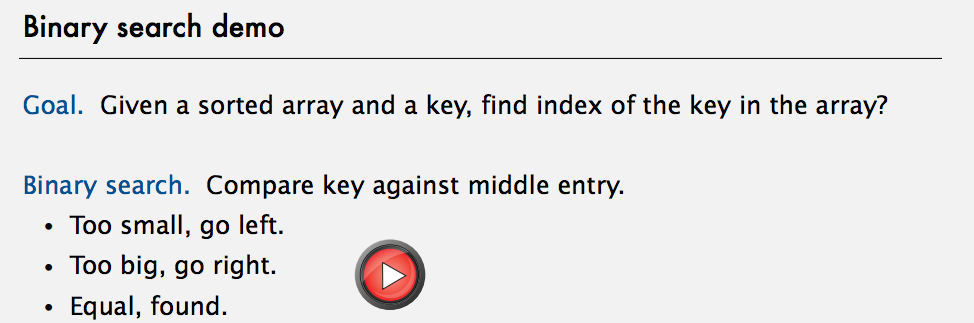 Binary search demo
Goal. Given a sorted array and a key, find index of the key in the array?
Binary search. Compare key against middle entry.
• Too small, go left.
• Too big, go right.
• Equal, found.